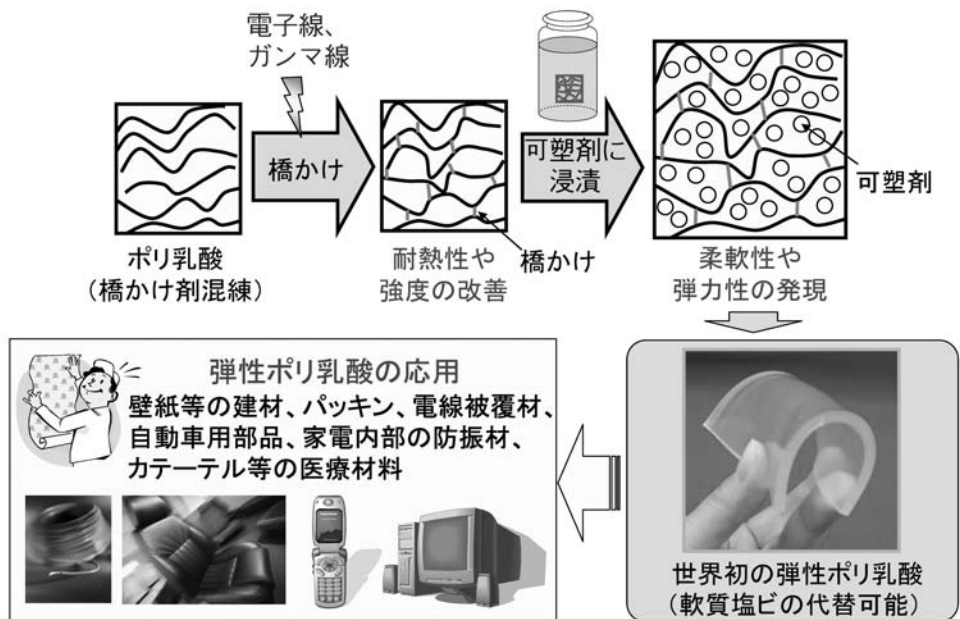 電子線、
ガンマ線
橋かけ
可塑剤に
浸漬
可塑剤
ポリ乳酸
（橋かけ剤混練）
耐熱性や
強度の改善
橋かけ
柔軟性や
弾力性の発現
弾性ポリ乳酸の応用
壁紙等の建材、パッキン、電線被覆材、
自動車用部品、家電内部の防振材、
カテーテル等の医療材料
世界初の弾性ポリ乳酸
（軟質塩ビの代替可能）